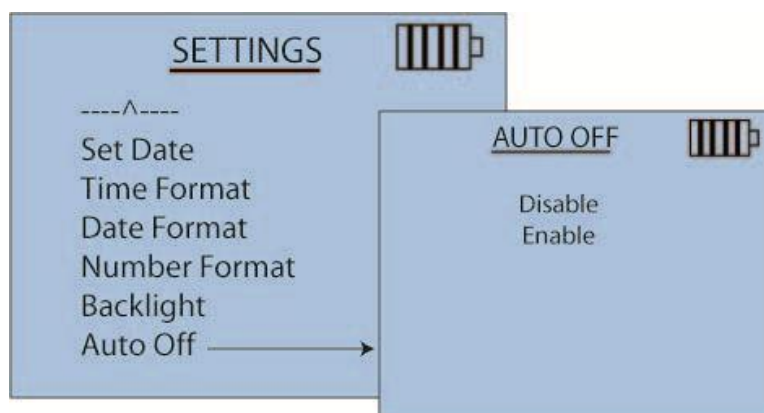 SETTINGS
----^----
Set Date
Time Format
Date Format
Number Format
Backlight
Auto Off
AUTO OFF
Disable
Enable